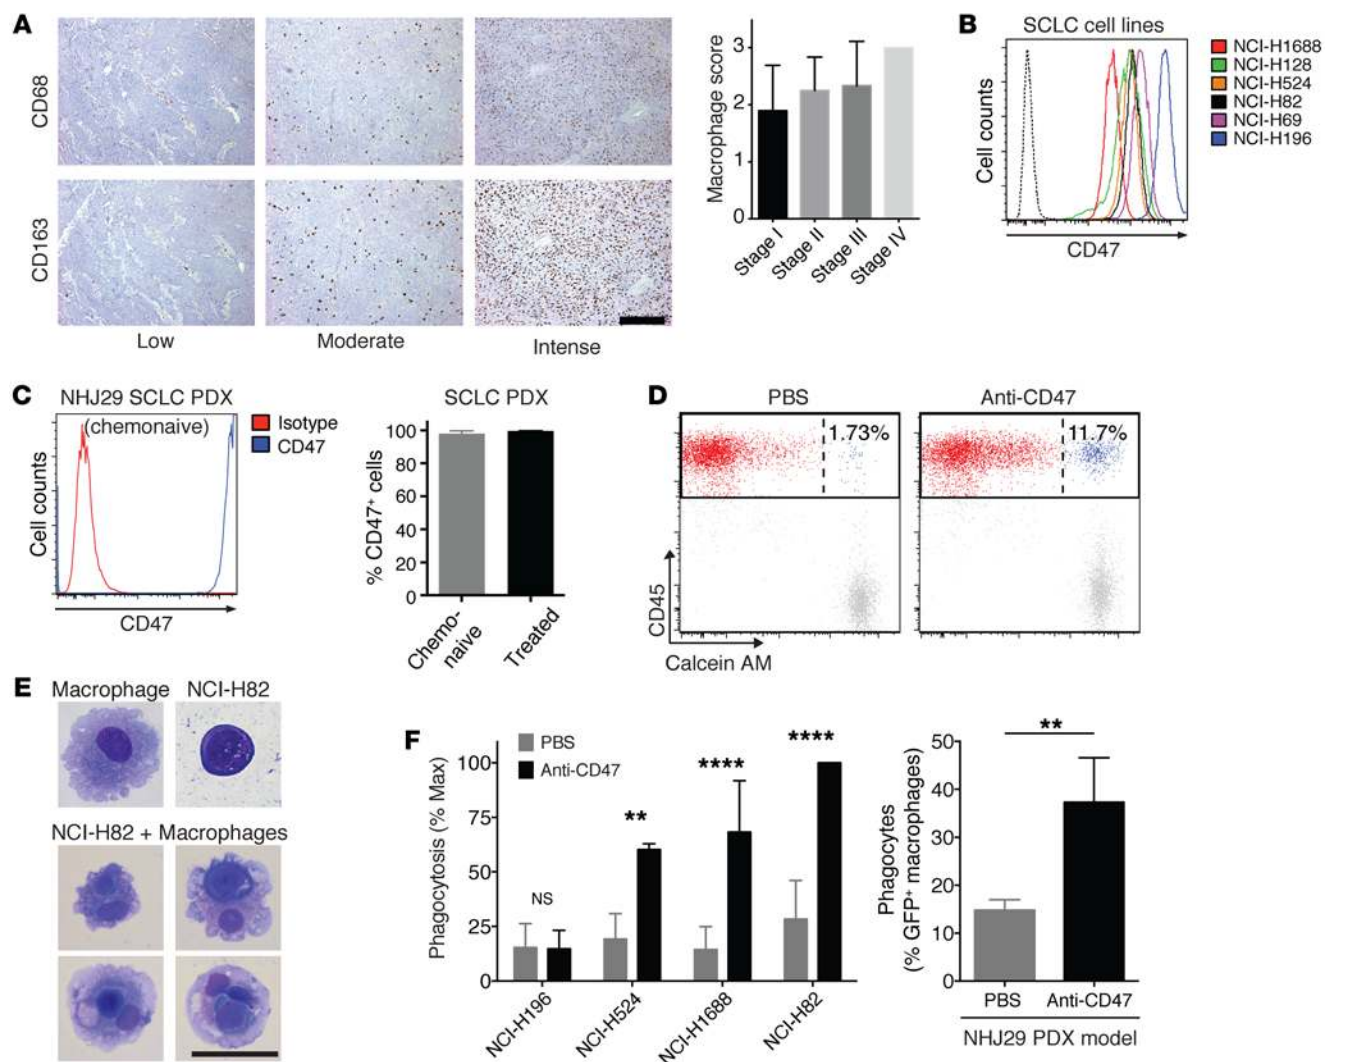 A
CD68
CD163
Low
Moderate
Intense
Macrophage score
3
2
1
0
Stage I
Stage II
Stage III
Stage IV
B
SCLC cell lines
Cell counts
CD47
NCI-H1688
NCI-H128
NCI-H524
NCI-H82
NCI-H69
NCI-H196
C
NHJ29 SCLC PDX
(chemonaive)
Isotype
CD47
Cell counts
CD47
SCLC PDX
% CD47⁺ cells
100
80
60
40
20
0
Chemo-
naive
Treated
D
PBS
Anti-CD47
1.73%
11.7%
CD45
Calcein AM
E
Macrophage
NCI-H82
NCI-H82 + Macrophages
F
PBS
Anti-CD47
Phagocytosis (% Max)
100
75
50
25
0
NS
**
****
****
NCI-H196
NCI-H524
NCI-H1688
NCI-H82
Phagocytes
(% GFP⁺ macrophages)
50
40
30
20
10
0
**
PBS
Anti-CD47
NHJ29 PDX model